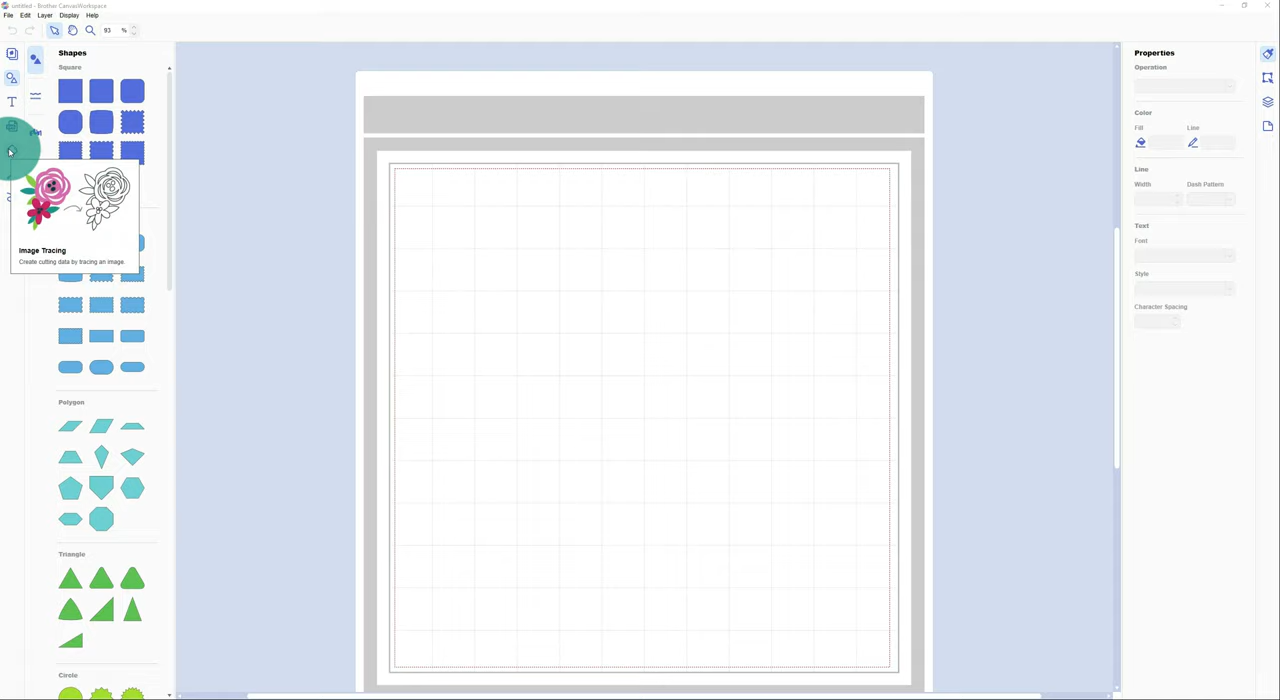 untitled - Brother CanvasWorkspace
File Edit Layer Display Help
93 %
Shapes
Square
Image Tracing
Create cutting data by tracing an image.
Polygon
Triangle
Circle
Properties
Operation
Color
Fill Line
Line
Width Dash Pattern
Text
Font
Style
Character Spacing